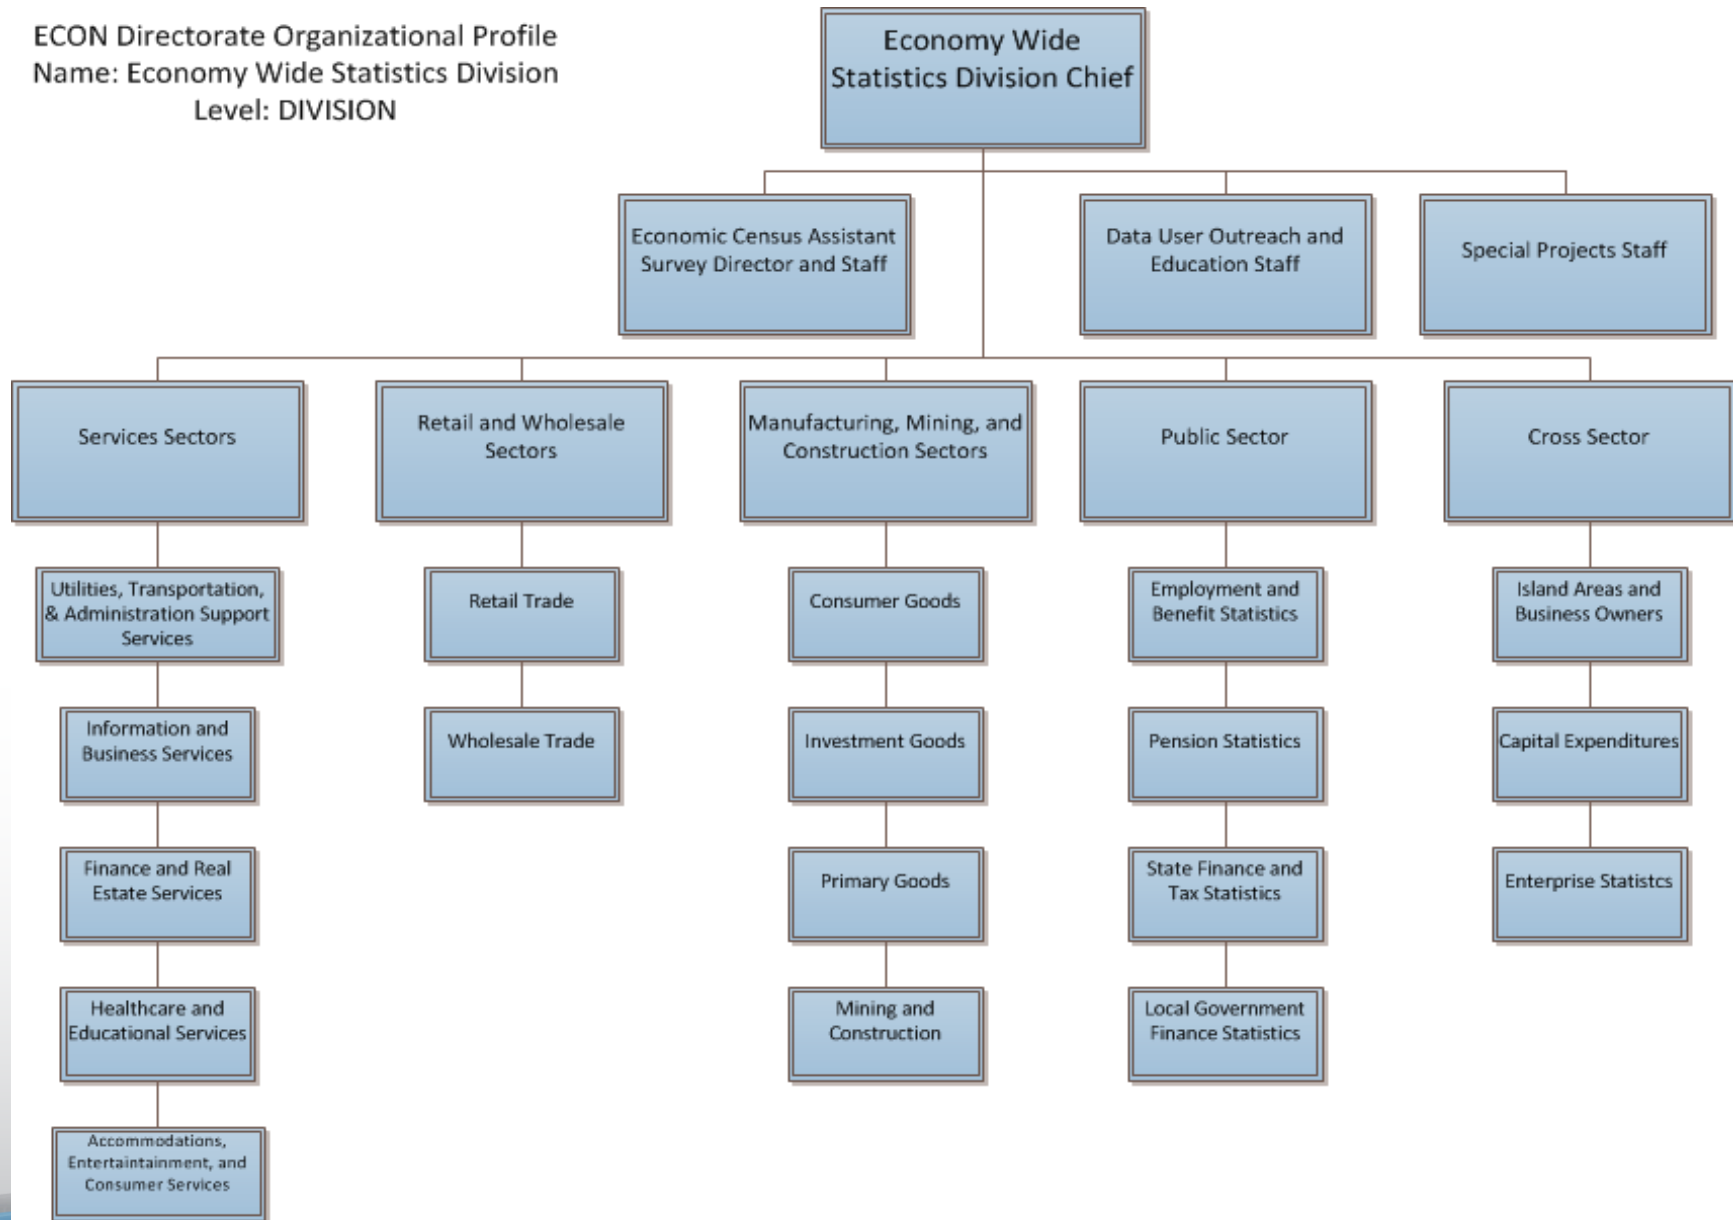 ECON Directorate Organizational Profile
Name: Economy Wide Statistics Division
Level: DIVISION
Economy Wide
Statistics Division Chief
Economic Census Assistant
Survey Director and Staff
Data User Outreach and
Education Staff
Special Projects Staff
Services Sectors
Retail and Wholesale
Sectors
Manufacturing, Mining, and
Construction Sectors
Public Sector
Cross Sector
Utilities, Transportation,
& Administration Support
Services
Retail Trade
Consumer Goods
Employment and
Benefit Statistics
Island Areas and
Business Owners
Information and
Business Services
Wholesale Trade
Investment Goods
Pension Statistics
Capital Expenditures
Finance and Real
Estate Services
Primary Goods
State Finance and
Tax Statistics
Enterprise Statistcs
Healthcare and
Educational Services
Mining and
Construction
Local Government
Finance Statistics
Accommodations,
Entertaintainment, and
Consumer Services